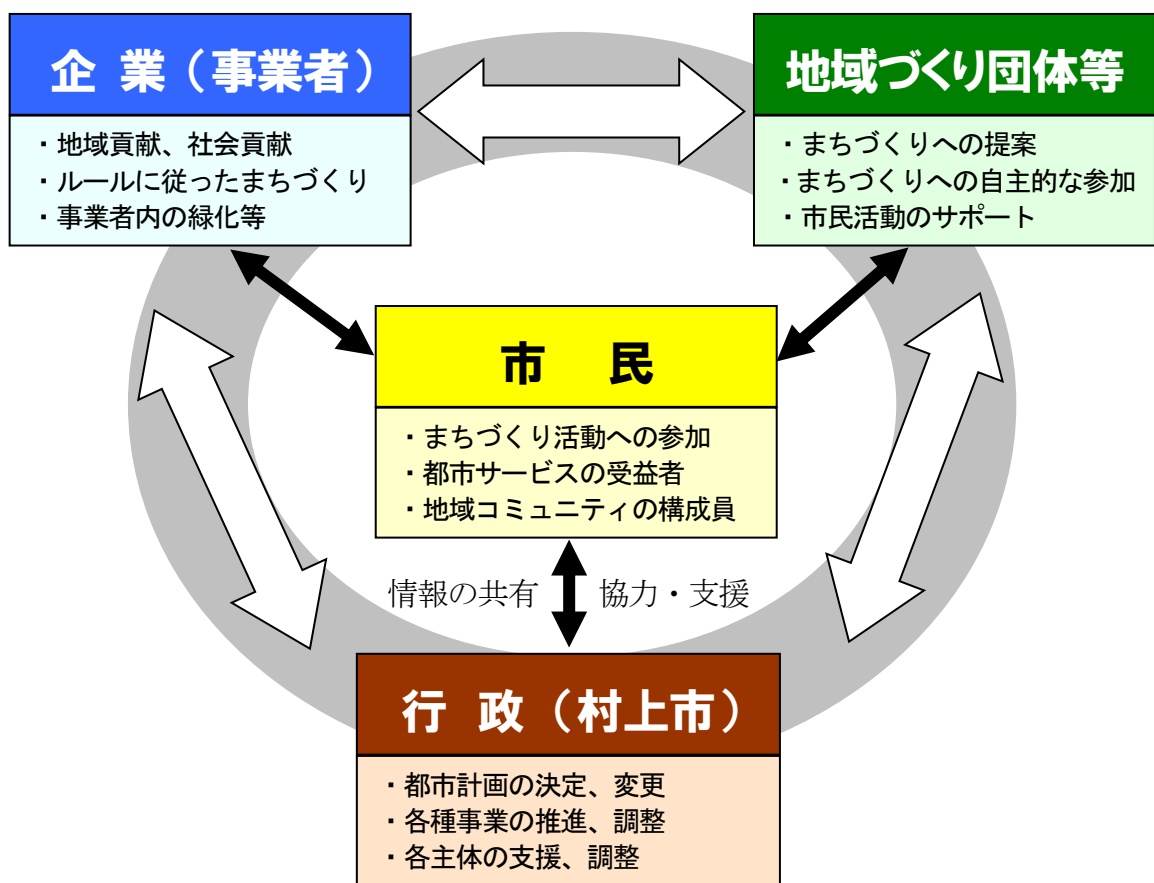 企 業（事業者）
・地域貢献、社会貢献
・ルールに従ったまちづくり
・事業者内の緑化等
地域づくり団体等
・まちづくりへの提案
・まちづくりへの自主的な参加
・市民活動のサポート
市 民
・まちづくり活動への参加
・都市サービスの受益者
・地域コミュニティの構成員
情報の共有 協力・支援
行 政（村上市）
・都市計画の決定、変更
・各種事業の推進、調整
・各主体の支援、調整